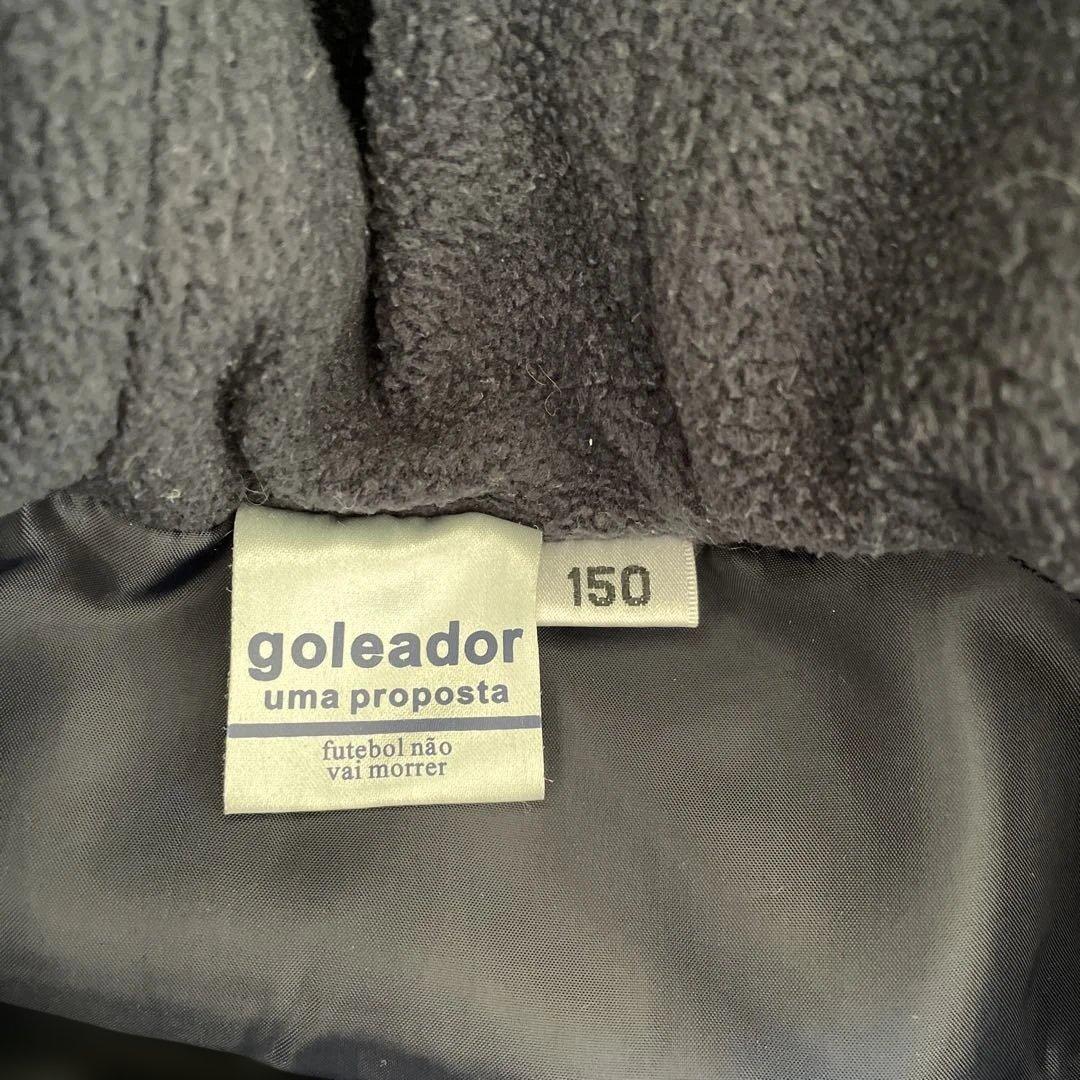 150
goleador
uma proposta
futebol não
vai morrer